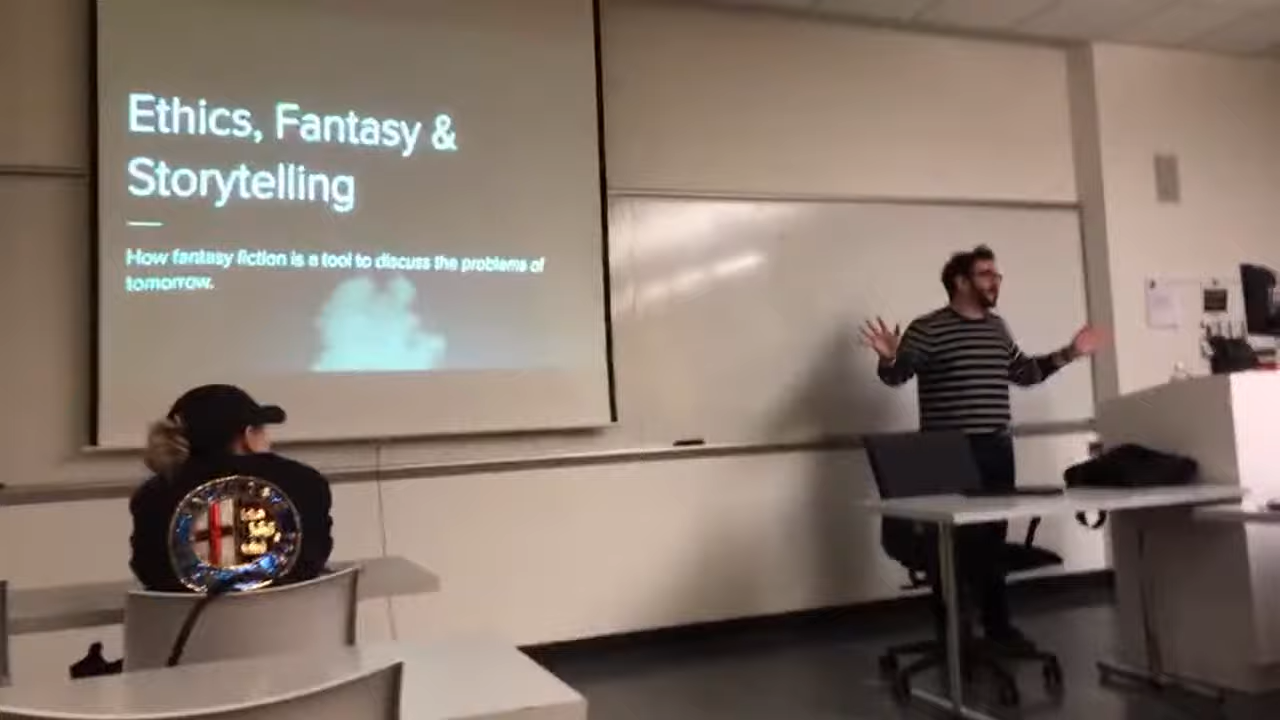 Ethics, Fantasy &
Storytelling
How fantasy fiction is a tool to discuss the problems of
tomorrow.